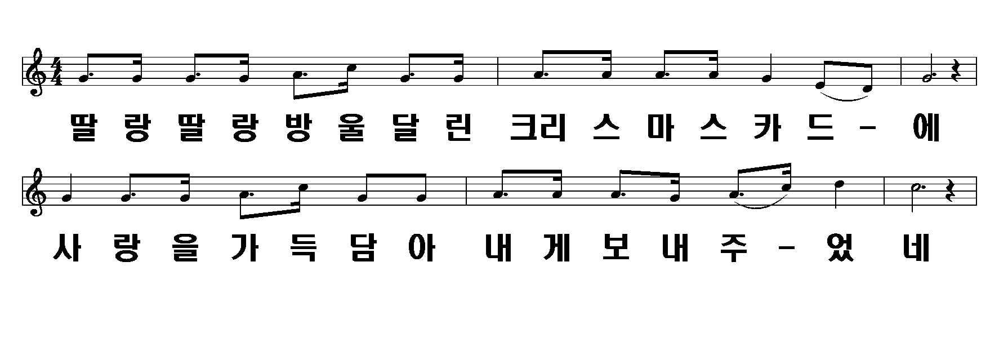 딸 랑 딸 랑 방 울 달 린 크리 스 마 스 카 드 - 에
사 랑 을 가 득 담 아 내 게 보 내 주 - 었 네